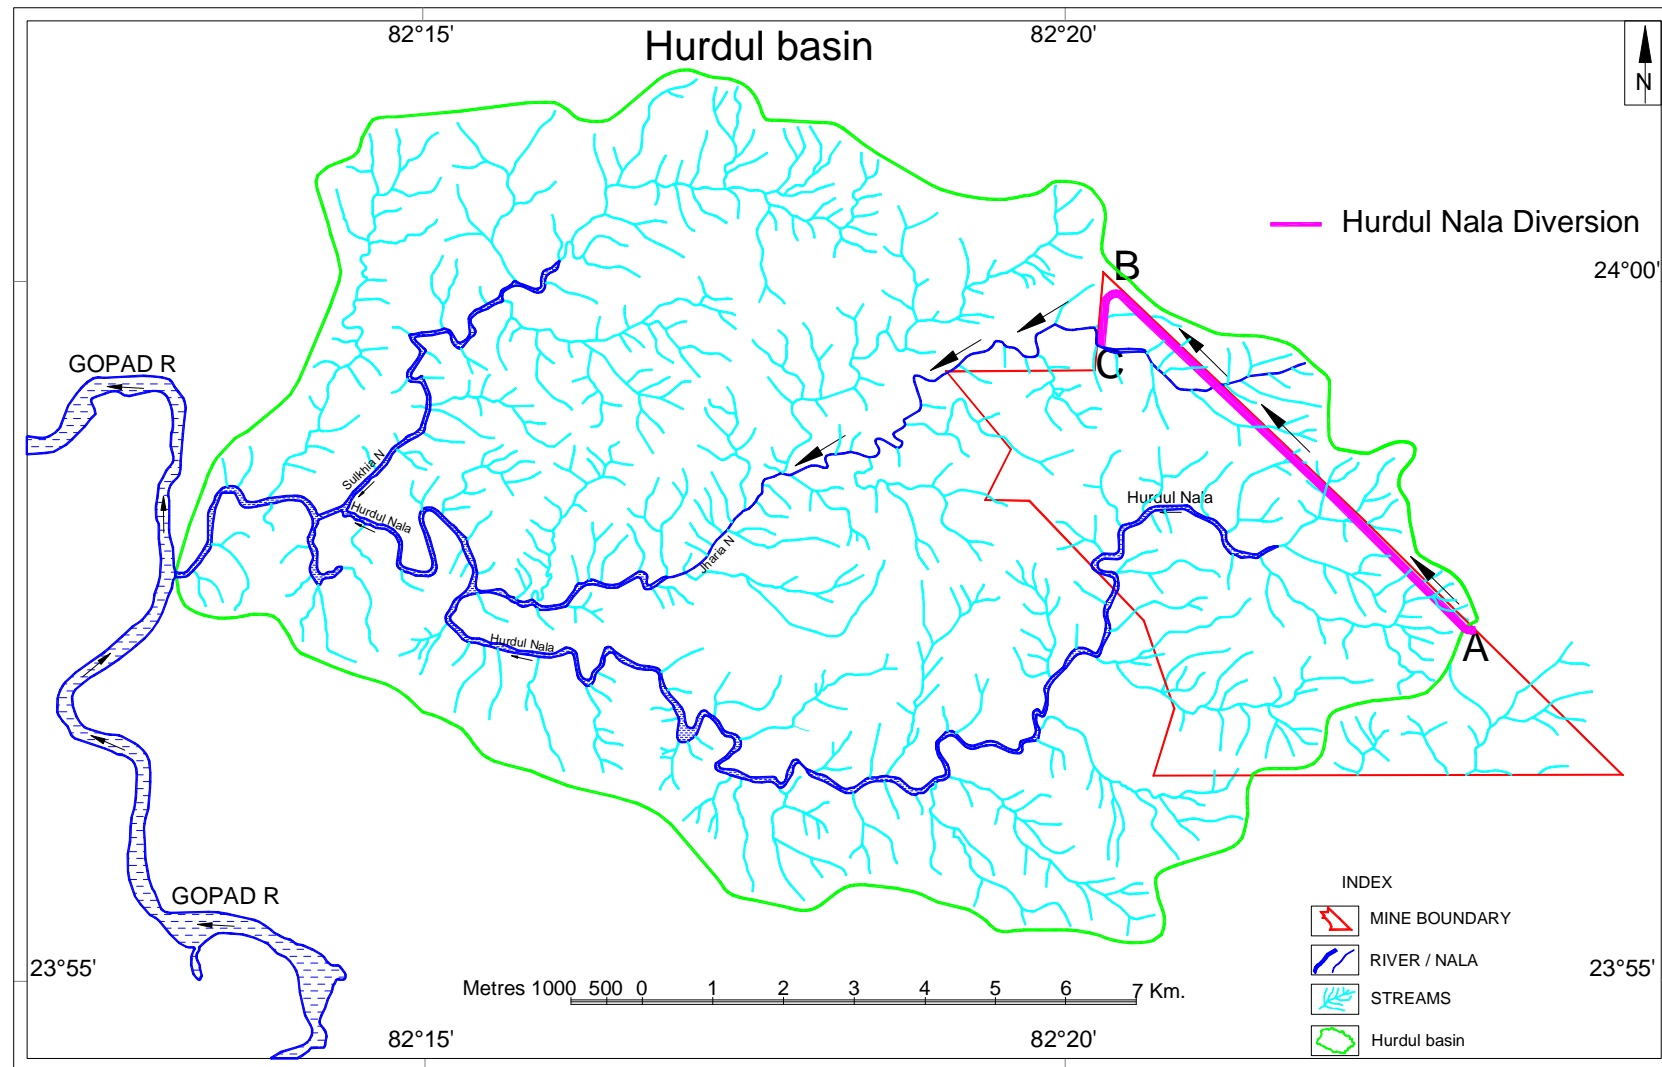 82°15'
82°20'
Hurdul basin
N
Hurdul Nala Diversion
B
24°00'
GOPAD R
C
Sulkhia N
Hurdul Nala
Hurdul Nala
Jharia N
Hurdul Nala
A
GOPAD R
INDEX
MINE BOUNDARY
RIVER / NALA
STREAMS
Hurdul basin
23°55'
23°55'
Metres 1000 500 0 1 2 3 4 5 6 7 Km.
82°15'
82°20'